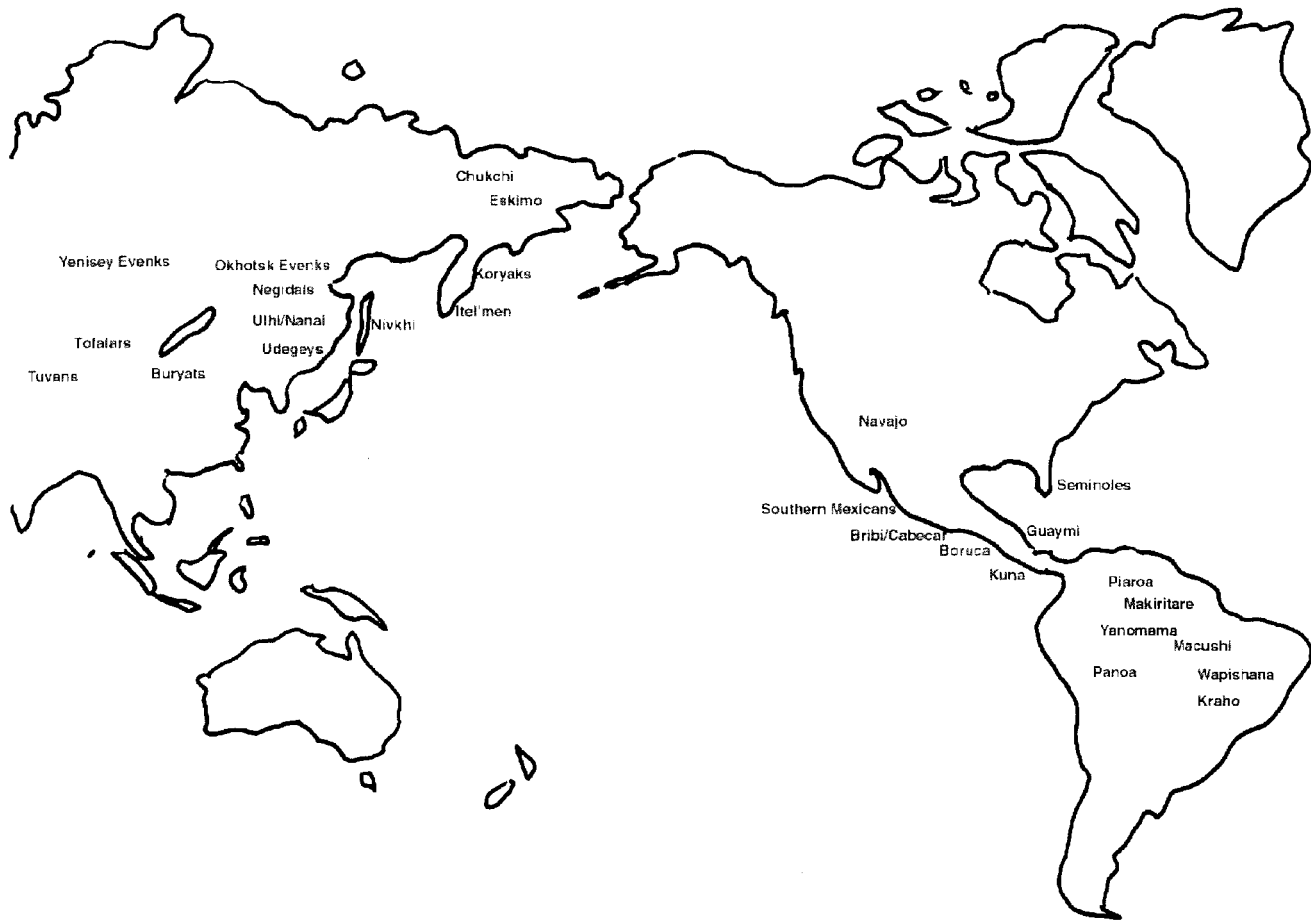 Chukchi
Eskimo
Yenisey Evenks
Okhotsk Evenks
Koryaks
Negidals
Itel'men
Ulhi/Nanai
Nivkhi
Tofalars
Udegeys
Tuvans
Buryats
Navajo
Seminoles
Southern Mexicans
Bribi/Cabecar
Guaymi
Boruca
Kuna
Piaroa
Makiritare
Yanomama
Macushi
Panoa
Wapishana
Kraho